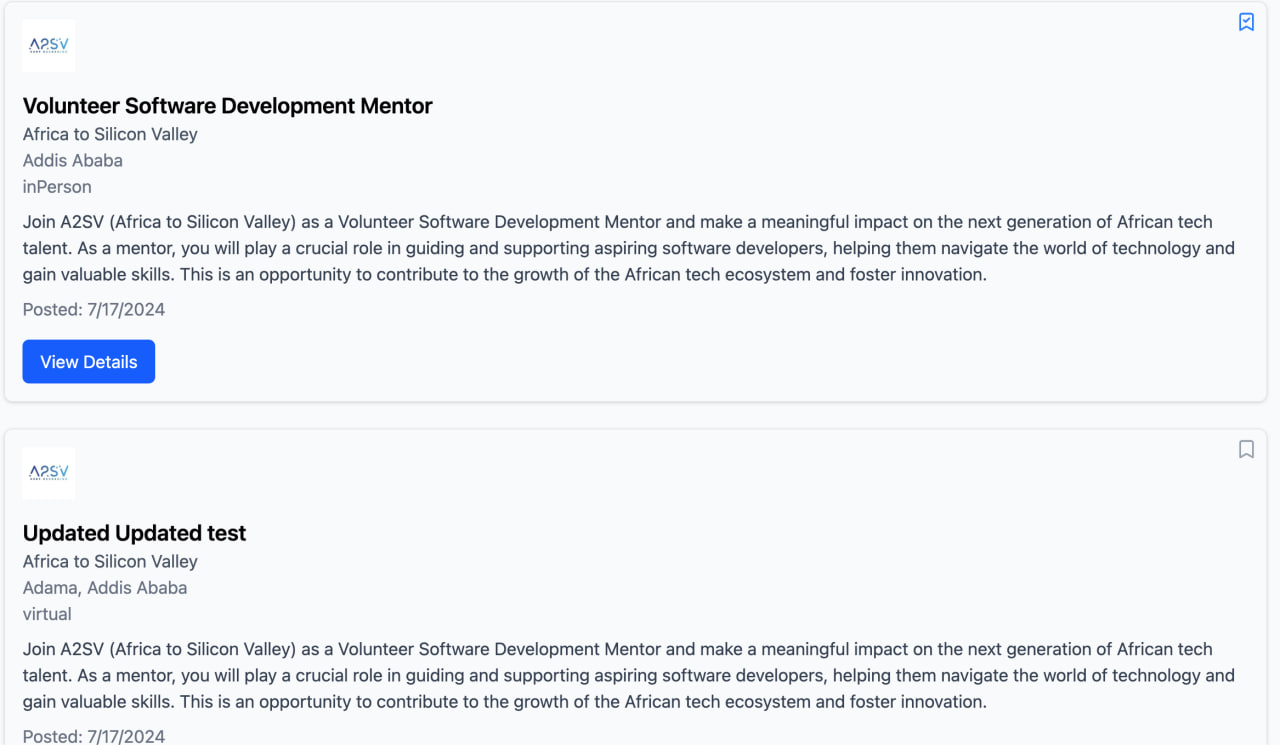 A2SV
Volunteer Software Development Mentor
Africa to Silicon Valley
Addis Ababa
inPerson
Join A2SV (Africa to Silicon Valley) as a Volunteer Software Development Mentor and make a meaningful impact on the next generation of African tech
talent. As a mentor, you will play a crucial role in guiding and supporting aspiring software developers, helping them navigate the world of technology and
gain valuable skills. This is an opportunity to contribute to the growth of the African tech ecosystem and foster innovation.
Posted: 7/17/2024
View Details
A2SV
Updated Updated test
Africa to Silicon Valley
Adama, Addis Ababa
virtual
Join A2SV (Africa to Silicon Valley) as a Volunteer Software Development Mentor and make a meaningful impact on the next generation of African tech
talent. As a mentor, you will play a crucial role in guiding and supporting aspiring software developers, helping them navigate the world of technology and
gain valuable skills. This is an opportunity to contribute to the growth of the African tech ecosystem and foster innovation.
Posted: 7/17/2024